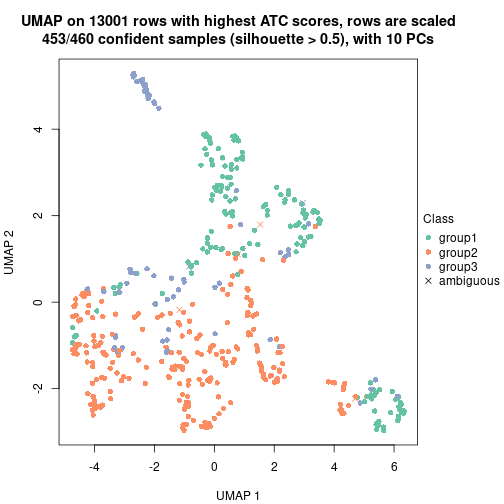 UMAP on 13001 rows with highest ATC scores, rows are scaled
453/460 confident samples (silhouette > 0.5), with 10 PCs
4
2
0
-2
UMAP 2
-4
-2
0
2
4
6
UMAP 1
Class
group1
group2
group3
ambiguous